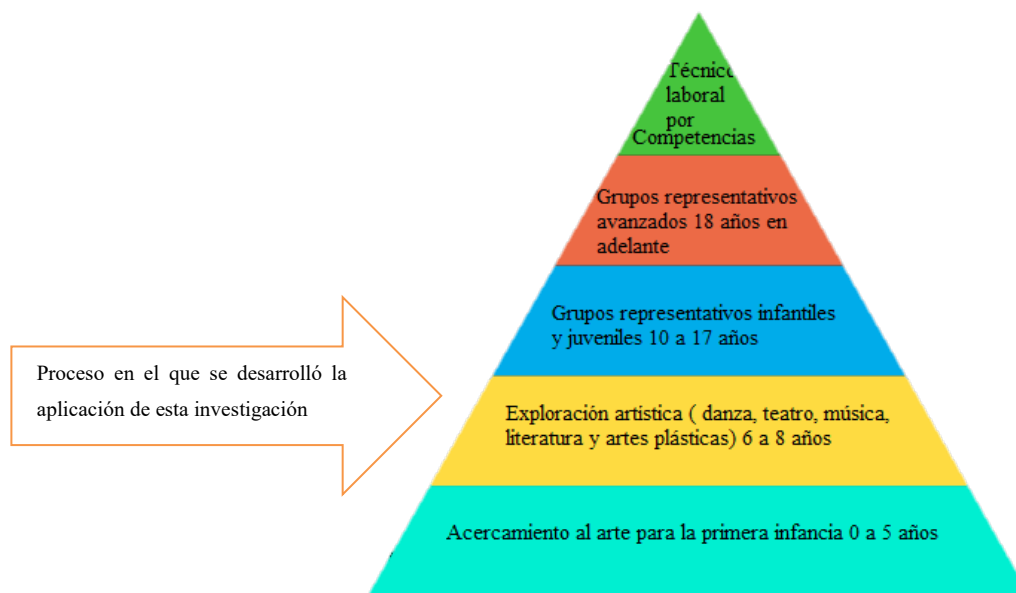 Técnico
laboral
por
Competencias
Grupos representativos
avanzados 18 años en
adelante
Grupos representativos infantiles
y juveniles 10 a 17 años
Proceso en el que se desarrolló la
aplicación de esta investigación
Exploración artística ( danza, teatro, música,
literatura y artes plásticas) 6 a 8 años
Acercamiento al arte para la primera infancia 0 a 5 años